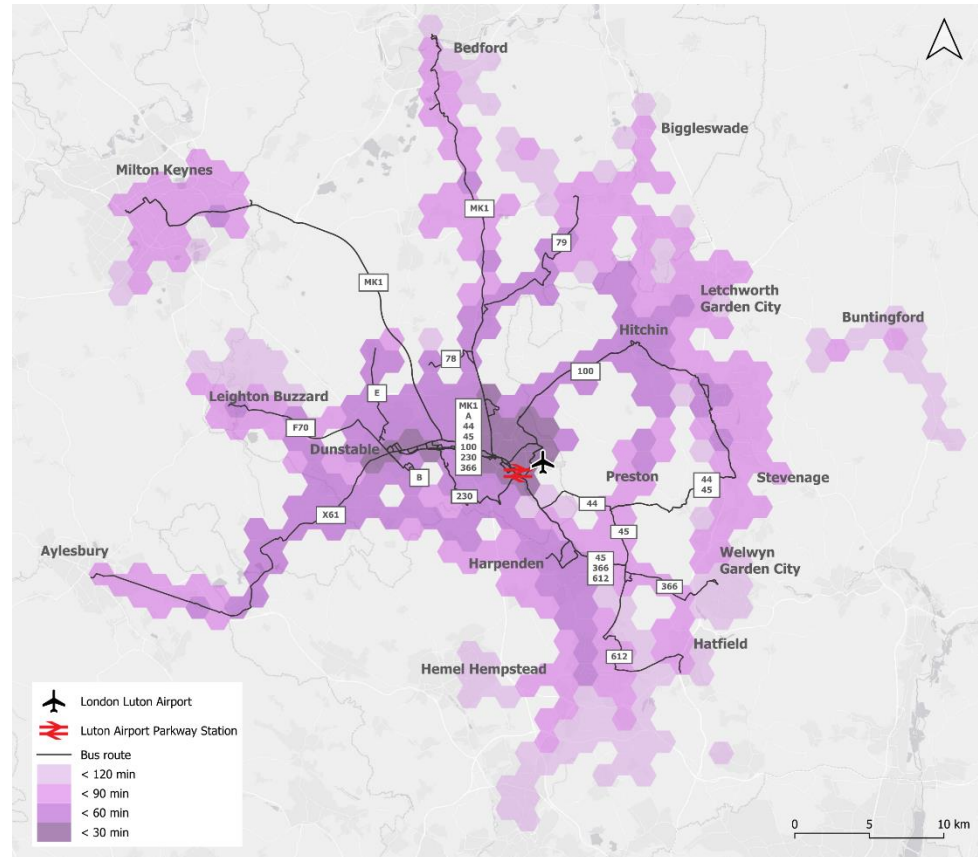 Bedford
Biggleswade
Milton Keynes
MK1
79
MK1
Letchworth
Garden City
Buntingford
Hitchin
78
100
E
Leighton Buzzard
MK1
A
44
45
100
230
366
F70
Dunstable
B
Preston
Stevenage
44
45
230
44
X61
45
Aylesbury
Harpenden
45
366
612
Welwyn
Garden City
366
Hatfield
612
Hemel Hempstead
London Luton Airport
Luton Airport Parkway Station
Bus route
< 120 min
< 90 min
< 60 min
< 30 min
0 5 10 km